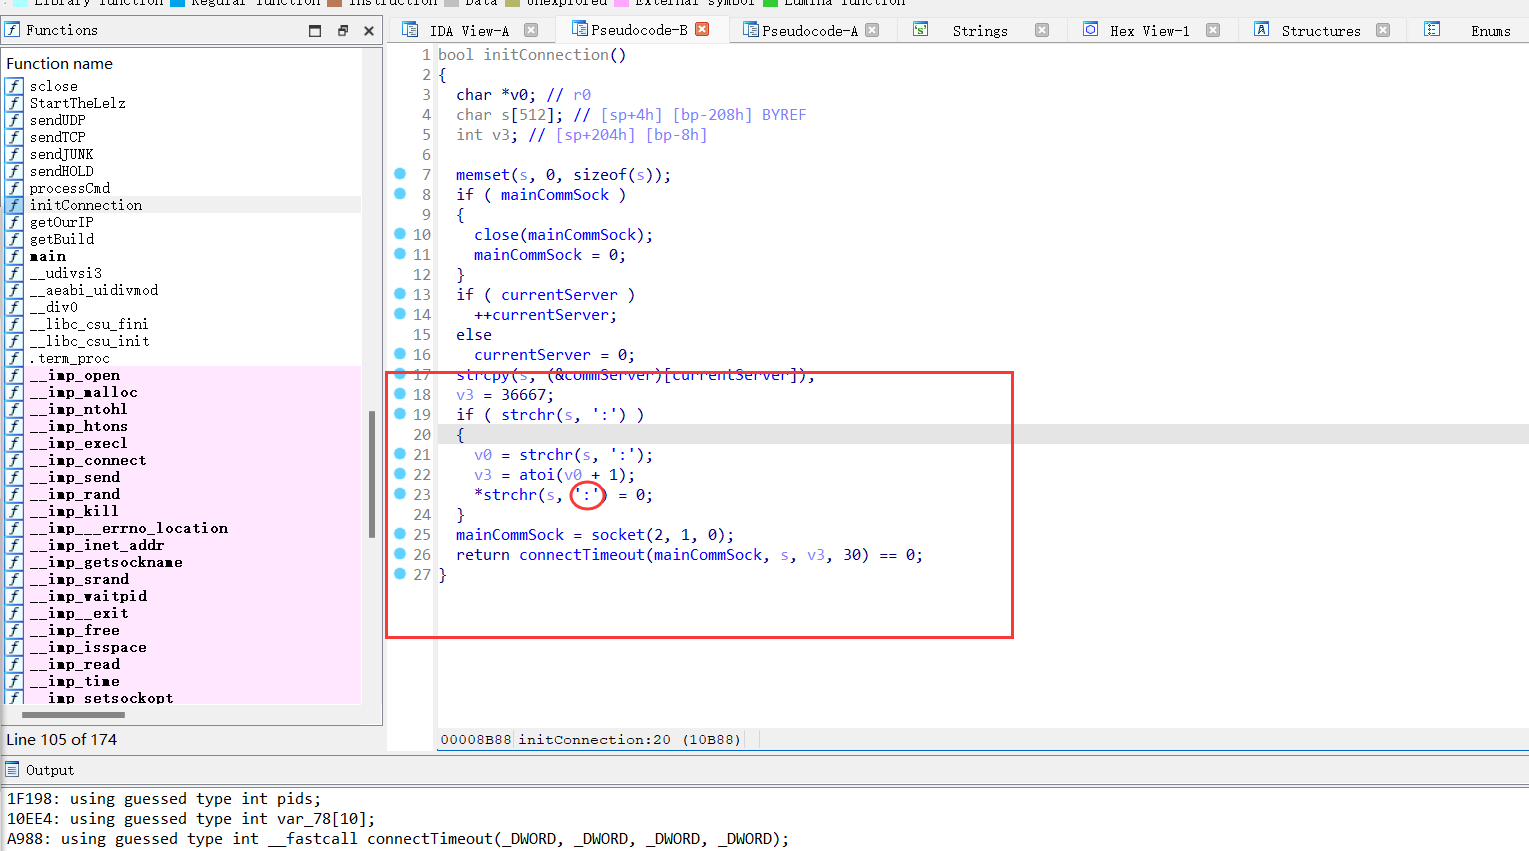 Library function Regular function Instruction Data Unexplored External symbol Lumina function
Functions
IDA View-A Pseudocode-B Pseudocode-A Strings Hex View-1 Structures Enums
Function name
f sclose
f StartTheLelz
f sendUDP
f sendTCP
f sendJUNK
f sendHOLD
f processCmd
f initConnection
f getOurIP
f getBuild
f main
f __udivsi3
f __aeabi_uidivmod
f __div0
f __libc_csu_fini
f __libc_csu_init
f .term_proc
f __imp_open
f __imp_malloc
f __imp_ntohl
f __imp_htons
f __imp_execl
f __imp_connect
f __imp_send
f __imp_rand
f __imp_kill
f __imp___errno_location
f __imp_inet_addr
f __imp_getsockname
f __imp_srand
f __imp_waitpid
f __imp__exit
f __imp_free
f __imp_isspace
f __imp_read
f __imp_time
f __imp_setsockopt
Line 105 of 174
1 bool initConnection()
2 {
3 char *v0; // r0
4 char s[512]; // [sp+4h] [bp-208h] BYREF
5 int v3; // [sp+204h] [bp-8h]
6
7 memset(s, 0, sizeof(s));
8 if ( mainCommSock )
9 {
10 close(mainCommSock);
11 mainCommSock = 0;
12 }
13 if ( currentServer )
14 ++currentServer;
15 else
16 currentServer = 0;
17 strcpy(s, (&commServer)[currentServer]);
18 v3 = 36667;
19 if ( strchr(s, ':') )
20 {
21 v0 = strchr(s, ':');
22 v3 = atoi(v0 + 1);
23 *strchr(s, ':') = 0;
24 }
25 mainCommSock = socket(2, 1, 0);
26 return connectTimeout(mainCommSock, s, v3, 30) == 0;
27 }
00008B88 initConnection:20 (10B88)
Output
1F198: using guessed type int pids;
10EE4: using guessed type int var_78[10];
A988: using guessed type int __fastcall connectTimeout(_DWORD, _DWORD, _DWORD, _DWORD);